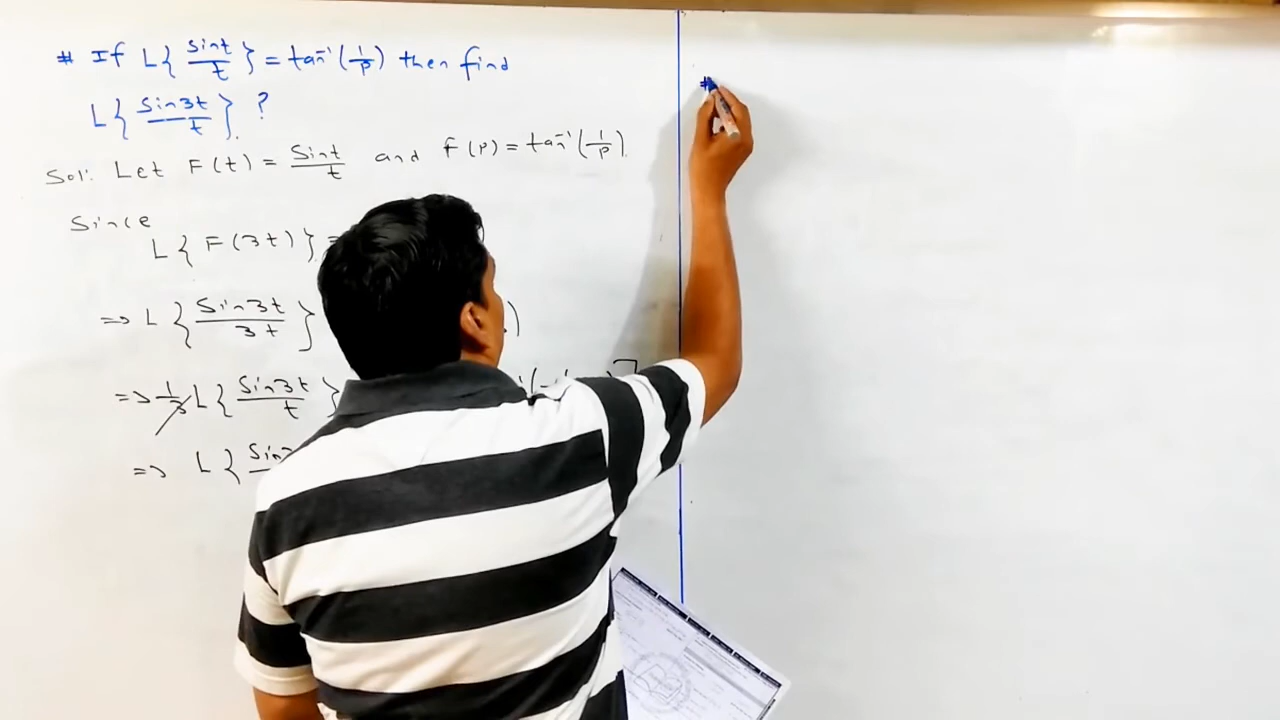 # If L{ sint/t } = tan⁻¹(1/p) then find
L{ sin3t/t } ?
Sol: Let F(t) = sint/t and f(p) = tan⁻¹(1/p).
Since
L{ F(3t) } =
=> L{ sin3t/3t } )
=> 1/3 L{ sin3t/t }
=> L{
#